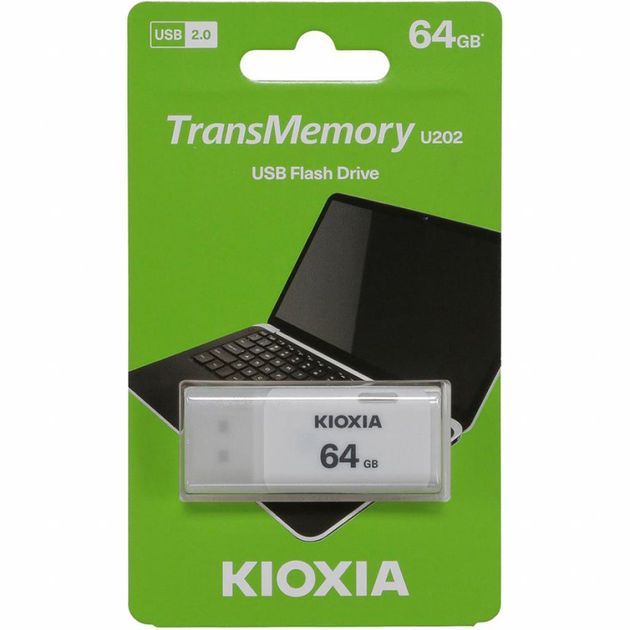 USB 2.0
64GB*
TransMemory U202
USB Flash Drive
KIOXIA
64 GB
KIOXIA